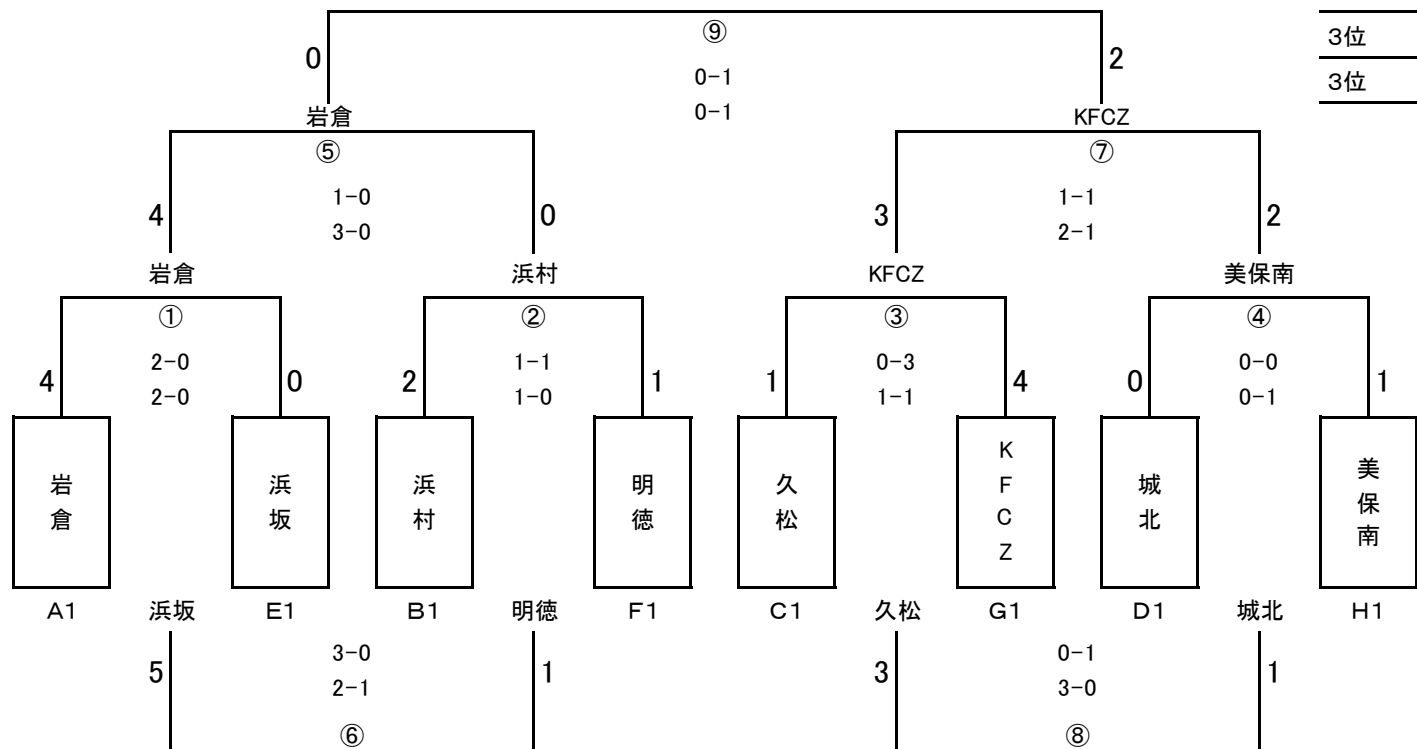 ⑨
3位
0
2
0-1
3位
0-1
岩倉
KFCZ
⑤
⑦
1-0
1-1
4
0
3
2
3-0
2-1
岩倉
浜村
KFCZ
美保南
①
②
③
④
2-0
1-1
0-3
0-0
4
0
2
1
1
4
0
1
2-0
1-0
1-1
0-1
岩倉
浜坂
浜村
明徳
久松
KFCZ
城北
美保南
A1
浜坂
E1
B1
明徳
F1
C1
久松
G1
D1
城北
H1
3-0
0-1
5
1
3
1
2-1
3-0
⑥
⑧